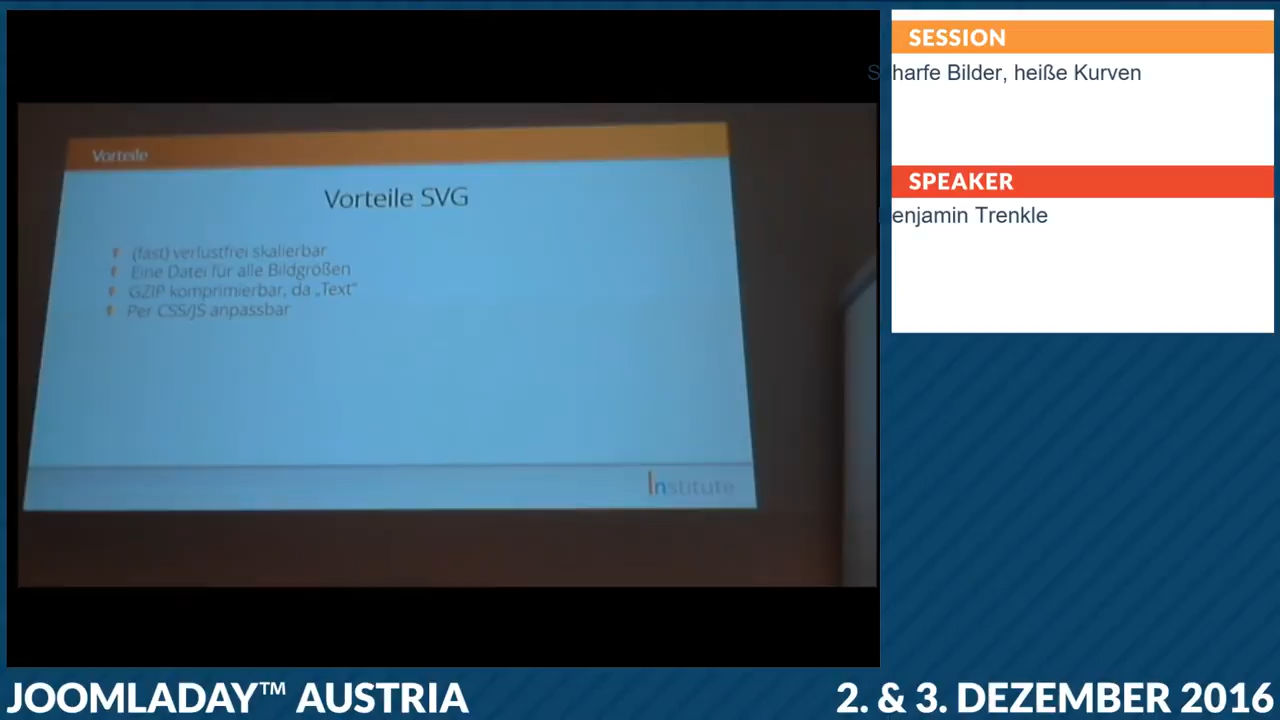 Vorteile
Vorteile SVG
(fast) verlustfrei skalierbar
Eine Datei für alle Bildgrößen
GZIP komprimierbar, da „Text“
Per CSS/JS anpassbar
Institute
SESSION
Scharfe Bilder, heiße Kurven
SPEAKER
Benjamin Trenkle
JOOMLADAY™ AUSTRIA
2. & 3. DEZEMBER 2016